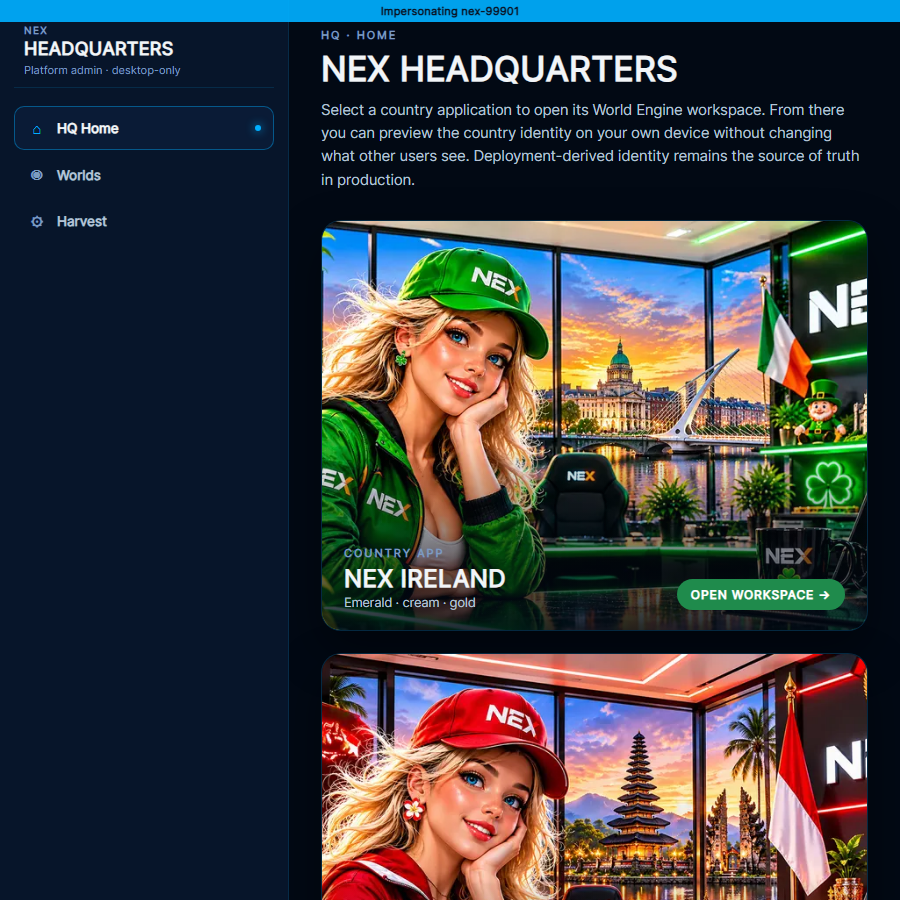 Impersonating nex-99901
NEX
HEADQUARTERS
Platform admin · desktop-only
HQ Home
Worlds
Harvest
HQ · HOME
NEX HEADQUARTERS
Select a country application to open its World Engine workspace. From there
you can preview the country identity on your own device without changing
what other users see. Deployment-derived identity remains the source of truth
in production.
NEX
NEX
NEX
NEX
NEX
COUNTRY APP
NEX IRELAND
Emerald · cream · gold
OPEN WORKSPACE →
NEX